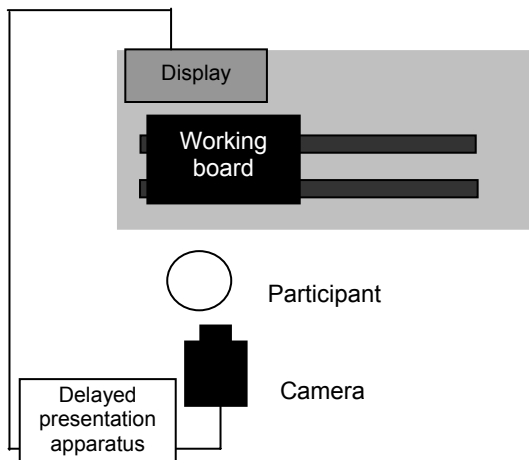 Display
Working
board
Participant
Camera
Delayed
presentation
apparatus